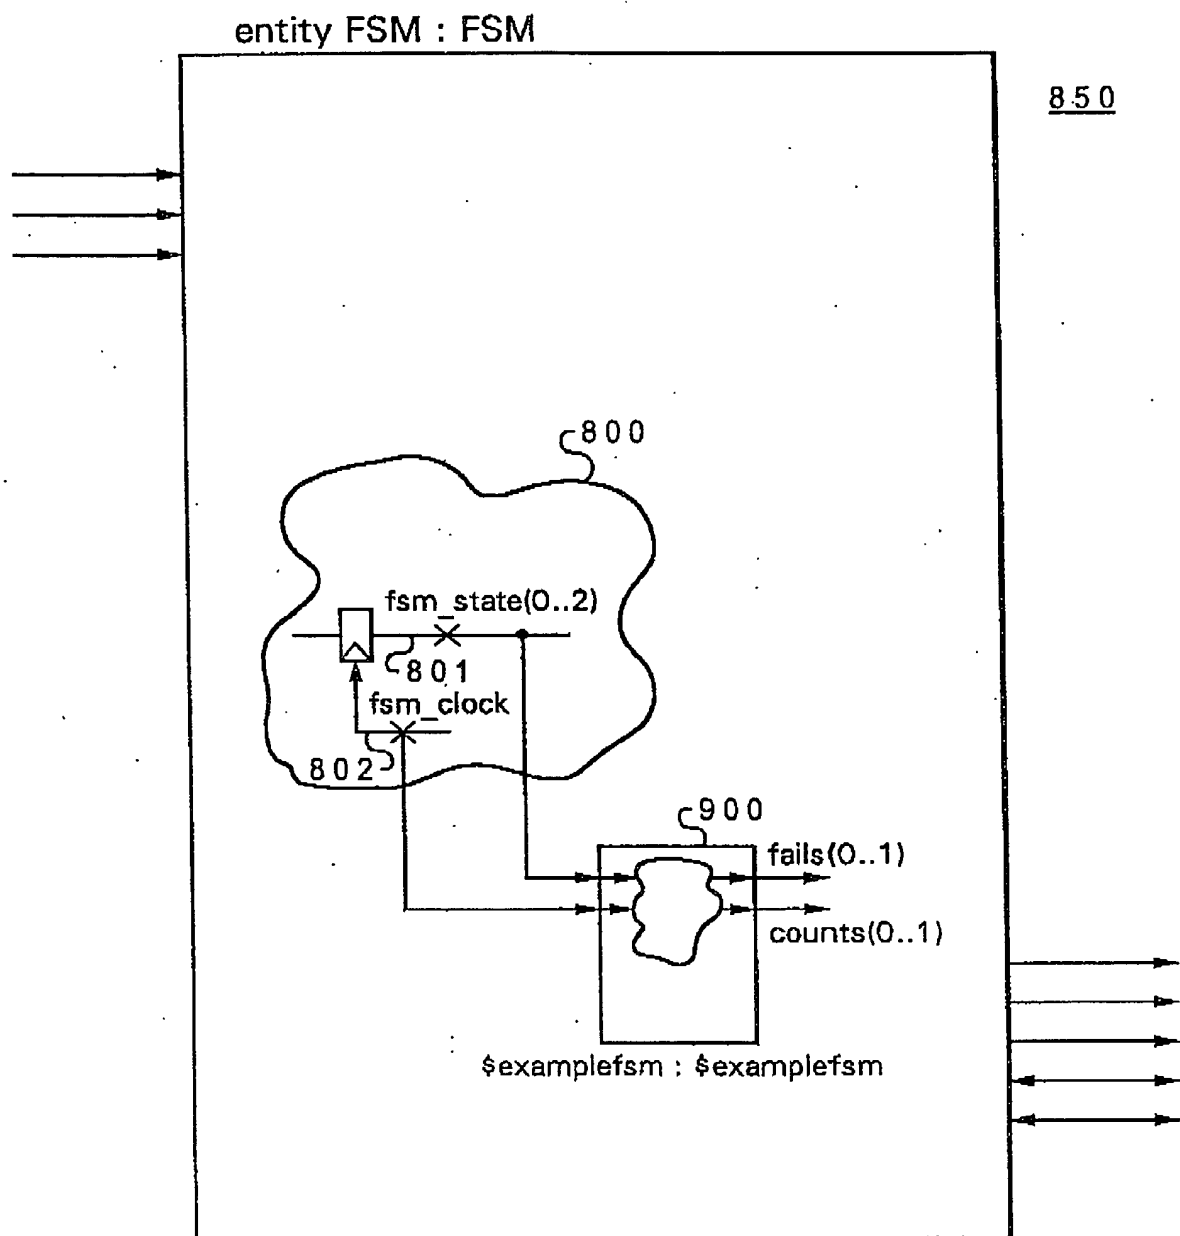 entity FSM : FSM
850
800
fsm_state(0..2)
801
fsm_clock
802
900
fails(0..1)
counts(0..1)
$examplefsm : $examplefsm